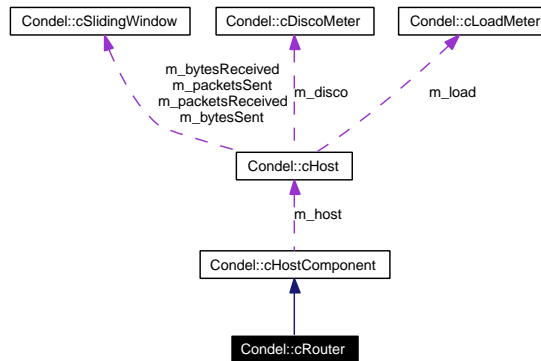 Condel::cSlidingWindow
Condel::cDiscoMeter
Condel::cLoadMeter
m_bytesReceived
m_packetsSent
m_packetsReceived
m_bytesSent
m_disco
m_load
Condel::cHost
m_host
Condel::cHostComponent
Condel::cRouter